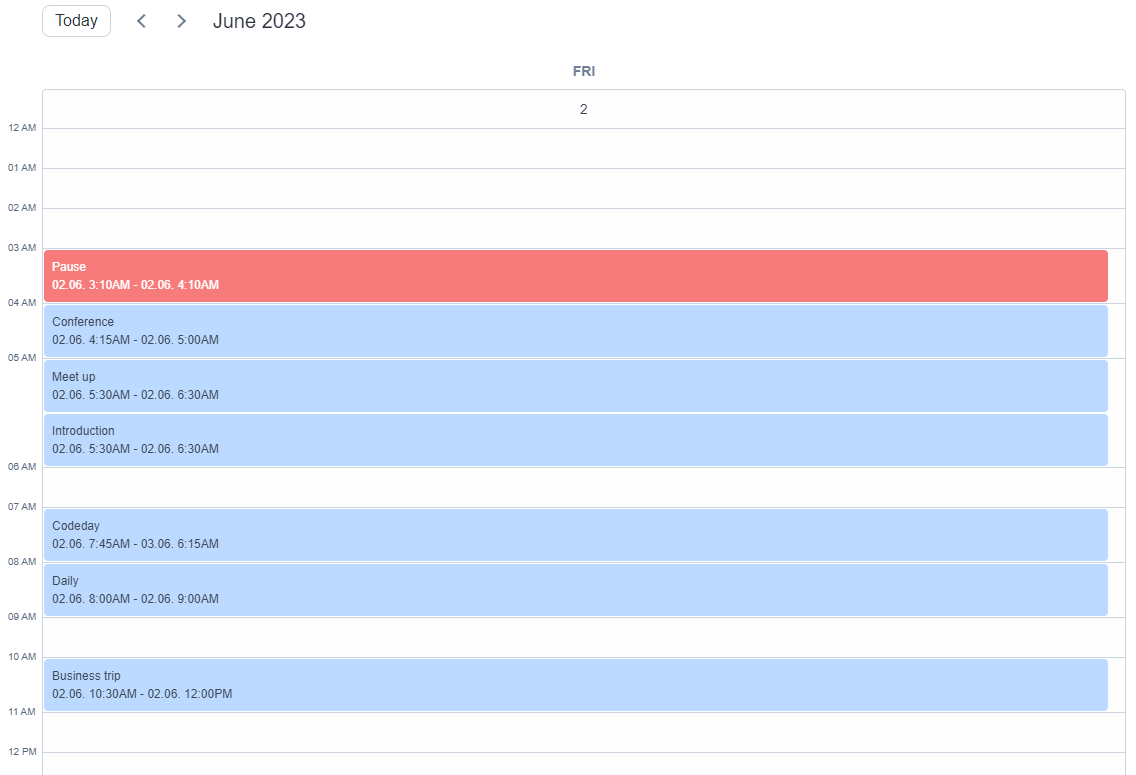 Today
June 2023
FRI
2
12 AM
01 AM
02 AM
03 AM
Pause
02.06. 3:10AM - 02.06. 4:10AM
04 AM
Conference
02.06. 4:15AM - 02.06. 5:00AM
05 AM
Meet up
02.06. 5:30AM - 02.06. 6:30AM
Introduction
02.06. 5:30AM - 02.06. 6:30AM
06 AM
07 AM
Codeday
02.06. 7:45AM - 03.06. 6:15AM
08 AM
Daily
02.06. 8:00AM - 02.06. 9:00AM
09 AM
10 AM
Business trip
02.06. 10:30AM - 02.06. 12:00PM
11 AM
12 PM